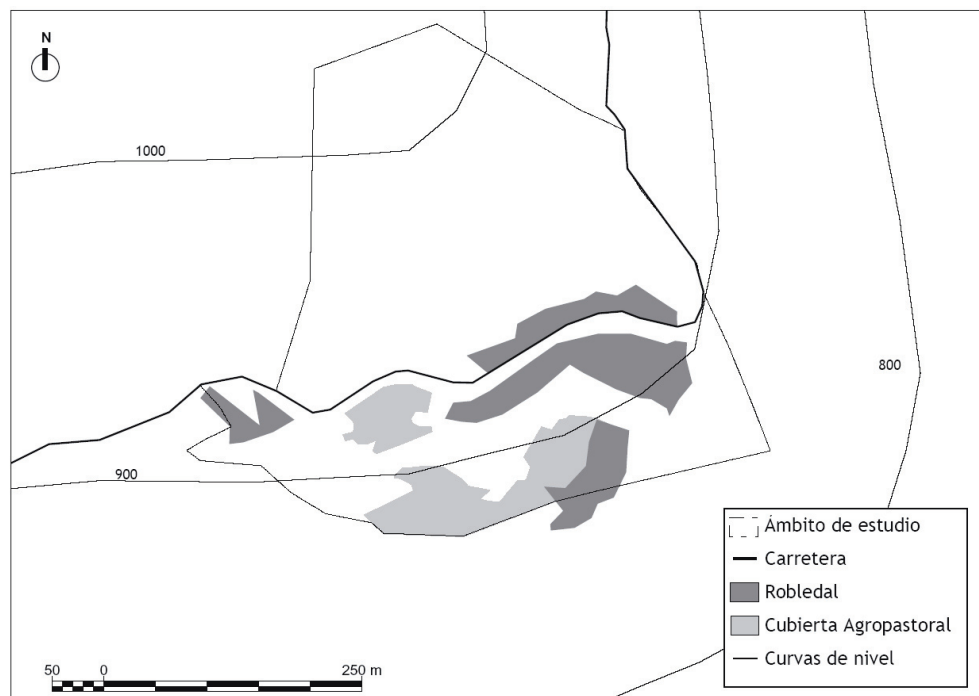 N
1000
800
900
Ámbito de estudio
Carretera
Robledal
Cubierta Agropastoral
Curvas de nivel
50 0 250 m